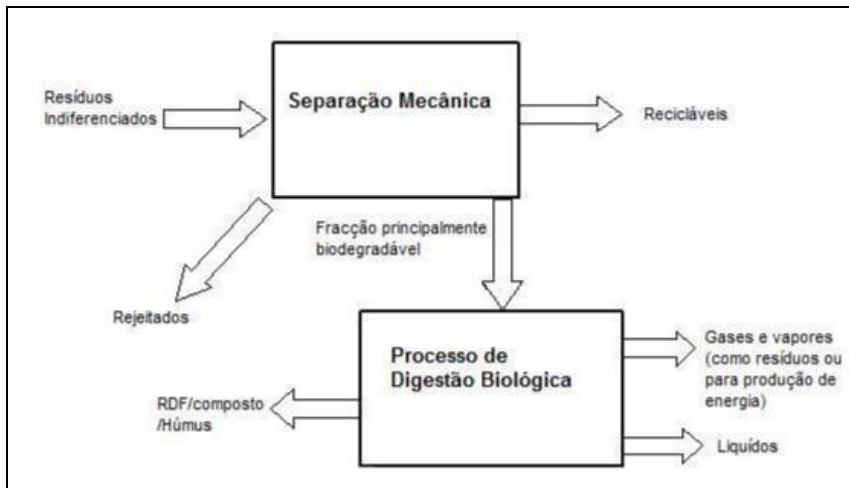 Separação Mecânica
Resíduos
Indiferenciados
Recicláveis
Fracção principalmente
biodegradável
Rejeitados
Processo de
Digestão Biológica
Gases e vapores
(como resíduos ou
para produção de
energia)
RDF/composto
/Húmus
Liquídos